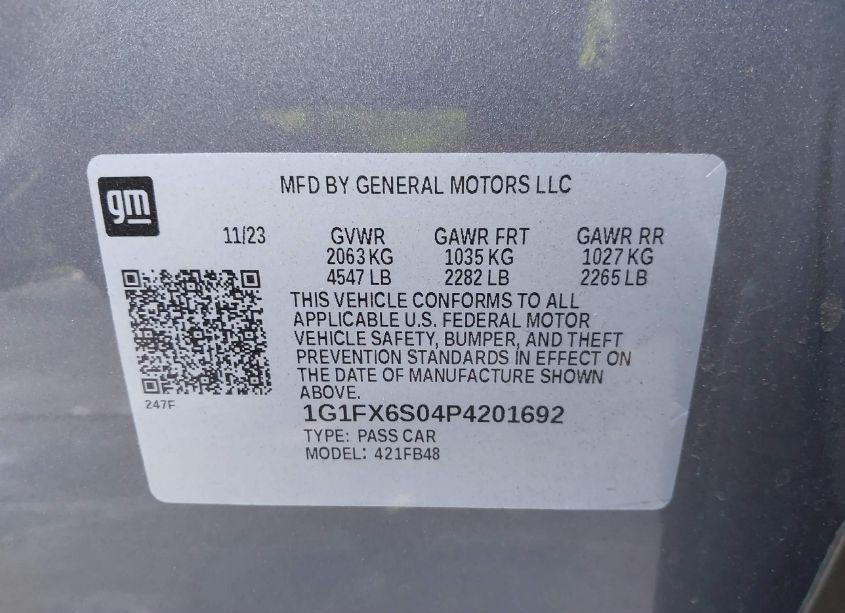 gm
MFD BY GENERAL MOTORS LLC
11/23 GVWR GAWR FRT GAWR RR
2063 KG 1035 KG 1027 KG
4547 LB 2282 LB 2265 LB
THIS VEHICLE CONFORMS TO ALL
APPLICABLE U.S. FEDERAL MOTOR
VEHICLE SAFETY, BUMPER, AND THEFT
PREVENTION STANDARDS IN EFFECT ON
THE DATE OF MANUFACTURE SHOWN
ABOVE.
247F
1G1FX6S04P4201692
TYPE: PASS CAR
MODEL: 421FB48